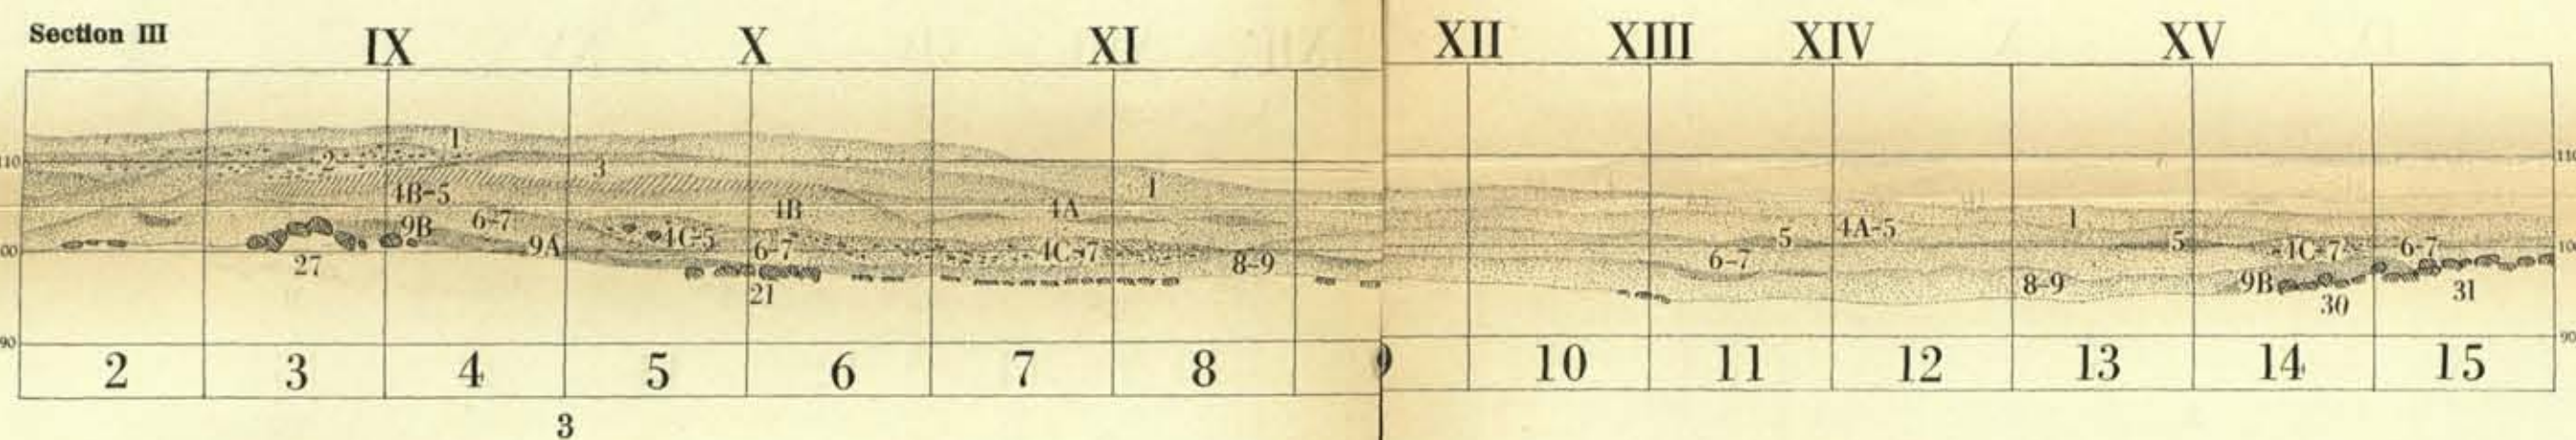 Section III
IX X XI XII XIII XIV XV
1
110 2 3 110
4B-5 1
4B 4A
9B 6-7 5 4A-5 1
9A 4C-5 6-7 4C-7 5 4C-7 6-7
100 100
27 8-9 6-7 8-9 9B
21 30 31
90 90
2 3 4 5 6 7 8 9 10 11 12 13 14 15
3